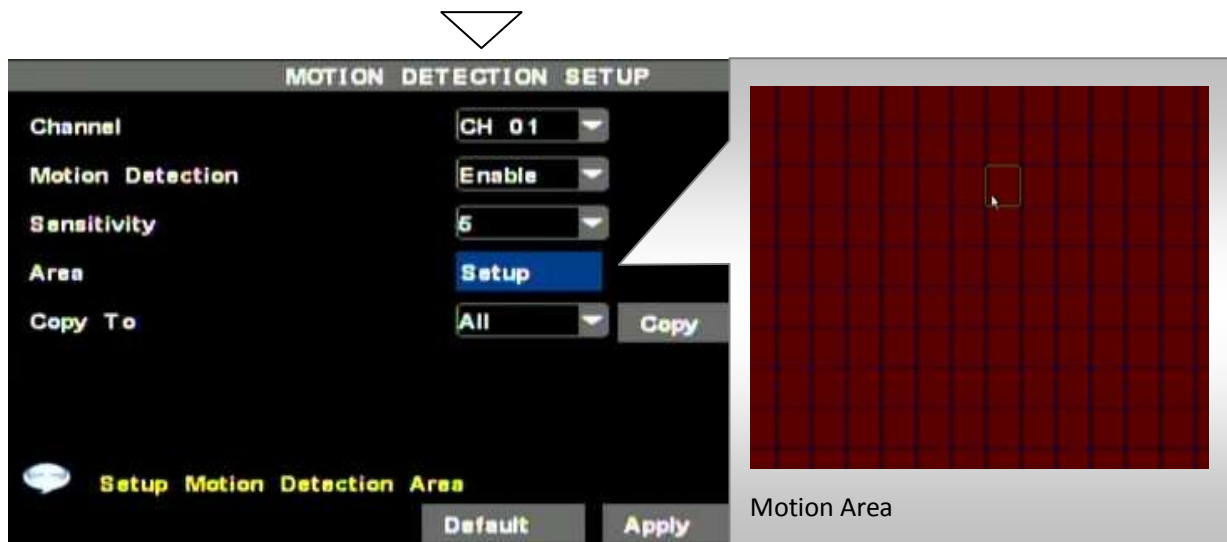 MOTION DETECTION SETUP
Channel CH 01
Motion Detection Enable
Sensitivity 5
Area Setup
Copy To All Copy
Setup Motion Detection Area
Default Apply
Motion Area